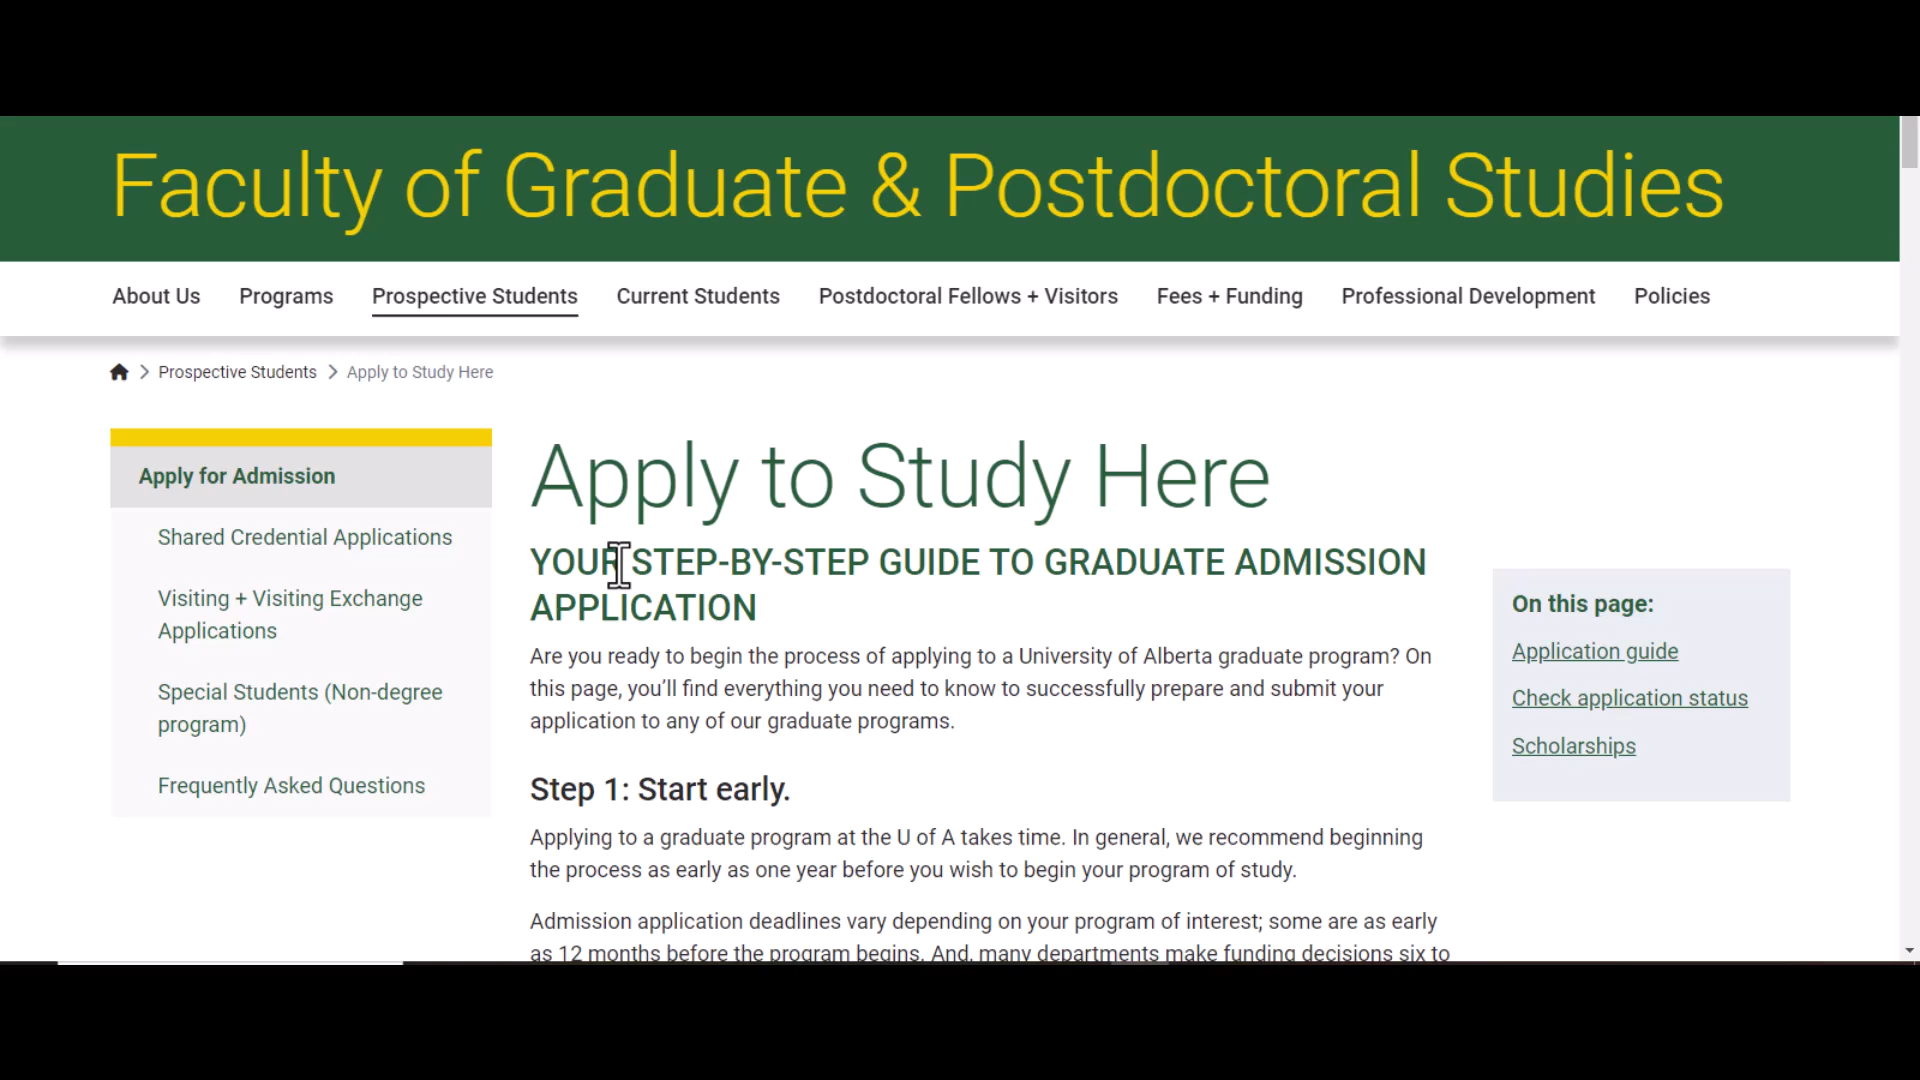 Faculty of Graduate & Postdoctoral Studies
About Us Programs Prospective Students Current Students Postdoctoral Fellows + Visitors Fees + Funding Professional Development Policies
Prospective Students Apply to Study Here
Apply for Admission
Shared Credential Applications
Visiting + Visiting Exchange
Applications
Special Students (Non-degree
program)
Frequently Asked Questions
Apply to Study Here
YOUR STEP-BY-STEP GUIDE TO GRADUATE ADMISSION
APPLICATION
Are you ready to begin the process of applying to a University of Alberta graduate program? On
this page, you'll find everything you need to know to successfully prepare and submit your
application to any of our graduate programs.
Step 1: Start early.
Applying to a graduate program at the U of A takes time. In general, we recommend beginning
the process as early as one year before you wish to begin your program of study.
Admission application deadlines vary depending on your program of interest; some are as early
as 12 months before the program begins. And, many departments make funding decisions six to
On this page:
Application guide
Check application status
Scholarships